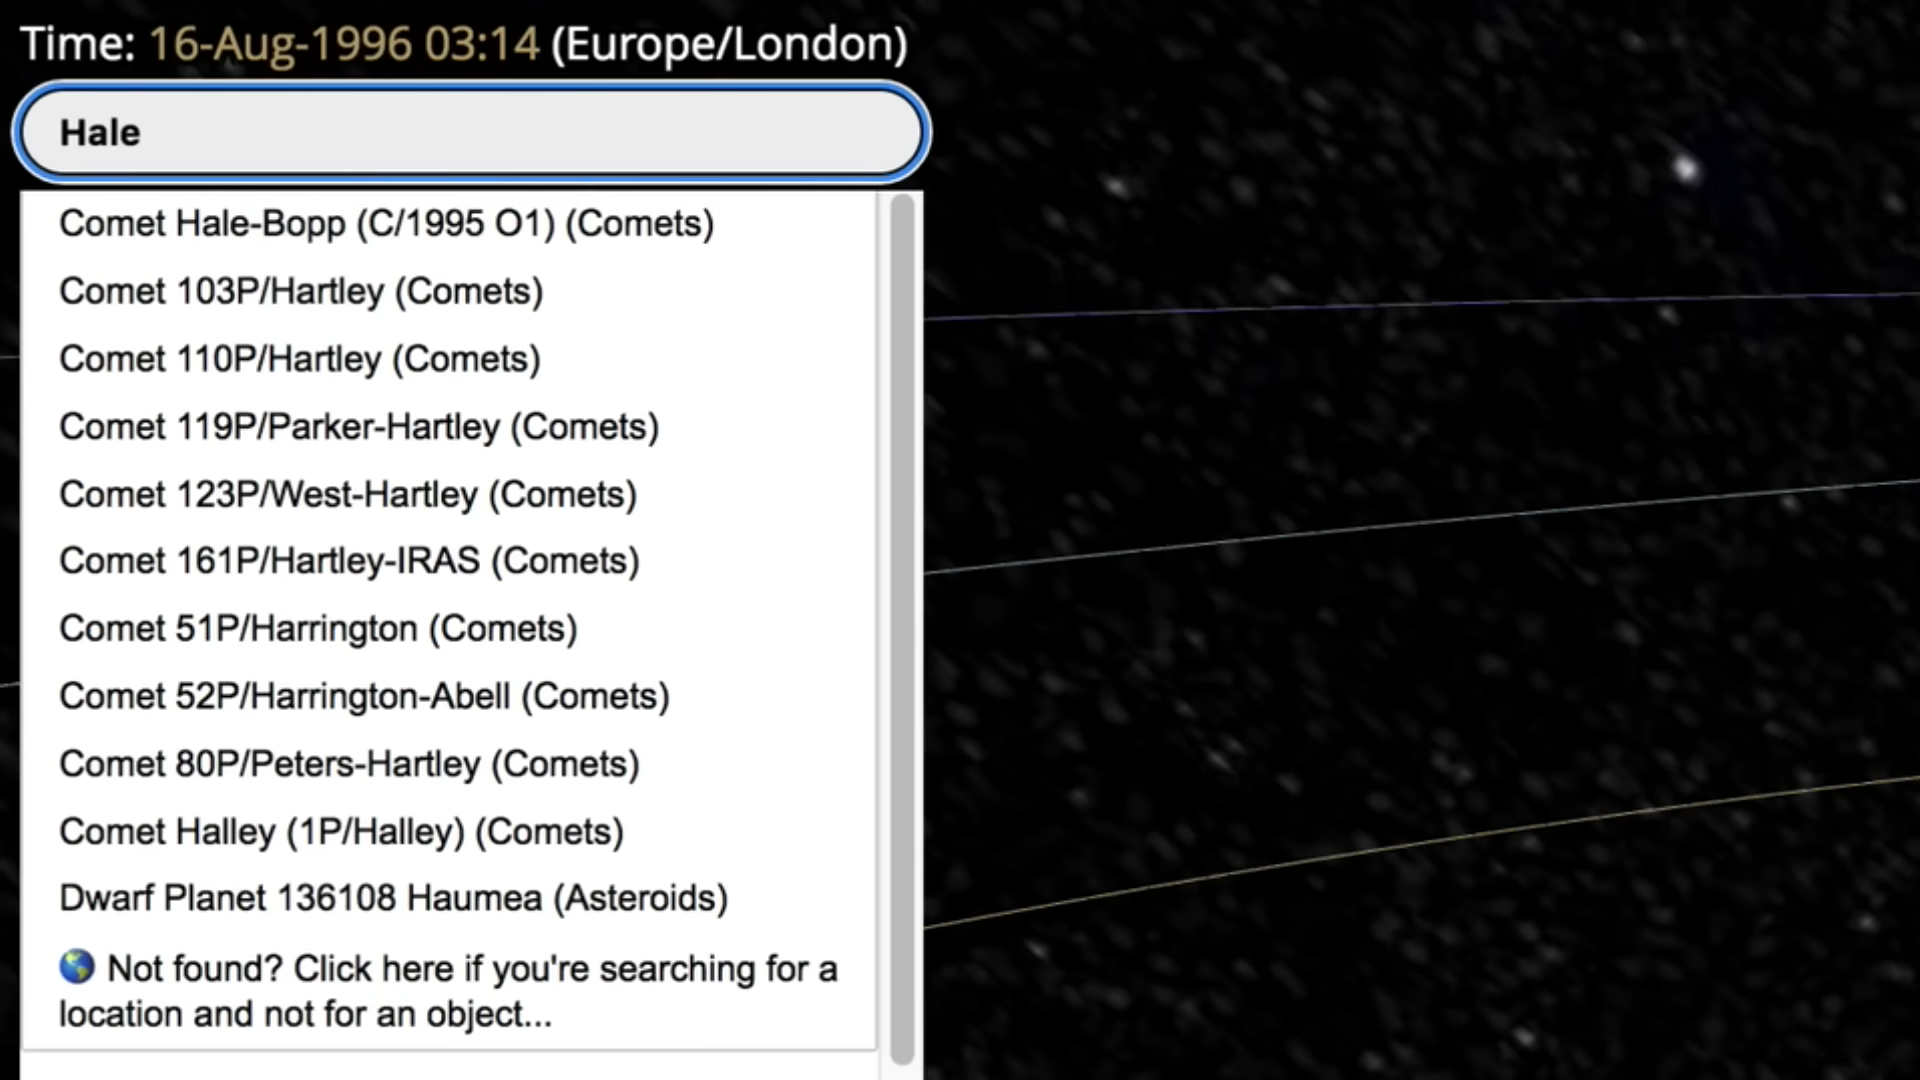 Time: 16-Aug-1996 03:14 (Europe/London)
Hale
Comet Hale-Bopp (C/1995 O1) (Comets)
Comet 103P/Hartley (Comets)
Comet 110P/Hartley (Comets)
Comet 119P/Parker-Hartley (Comets)
Comet 123P/West-Hartley (Comets)
Comet 161P/Hartley-IRAS (Comets)
Comet 51P/Harrington (Comets)
Comet 52P/Harrington-Abell (Comets)
Comet 80P/Peters-Hartley (Comets)
Comet Halley (1P/Halley) (Comets)
Dwarf Planet 136108 Haumea (Asteroids)
Not found? Click here if you're searching for a
location and not for an object...